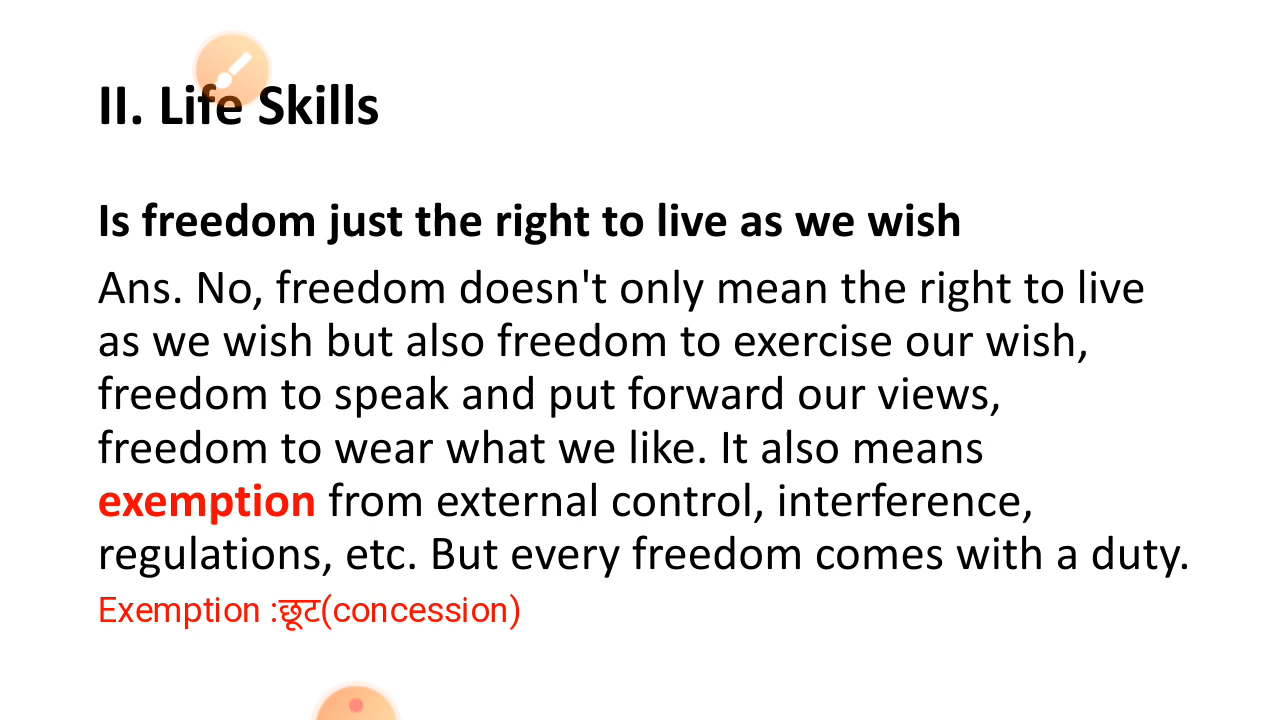 II. Life Skills
Is freedom just the right to live as we wish
Ans. No, freedom doesn't only mean the right to live
as we wish but also freedom to exercise our wish,
freedom to speak and put forward our views,
freedom to wear what we like. It also means
exemption from external control, interference,
regulations, etc. But every freedom comes with a duty.
Exemption :छूट(concession)